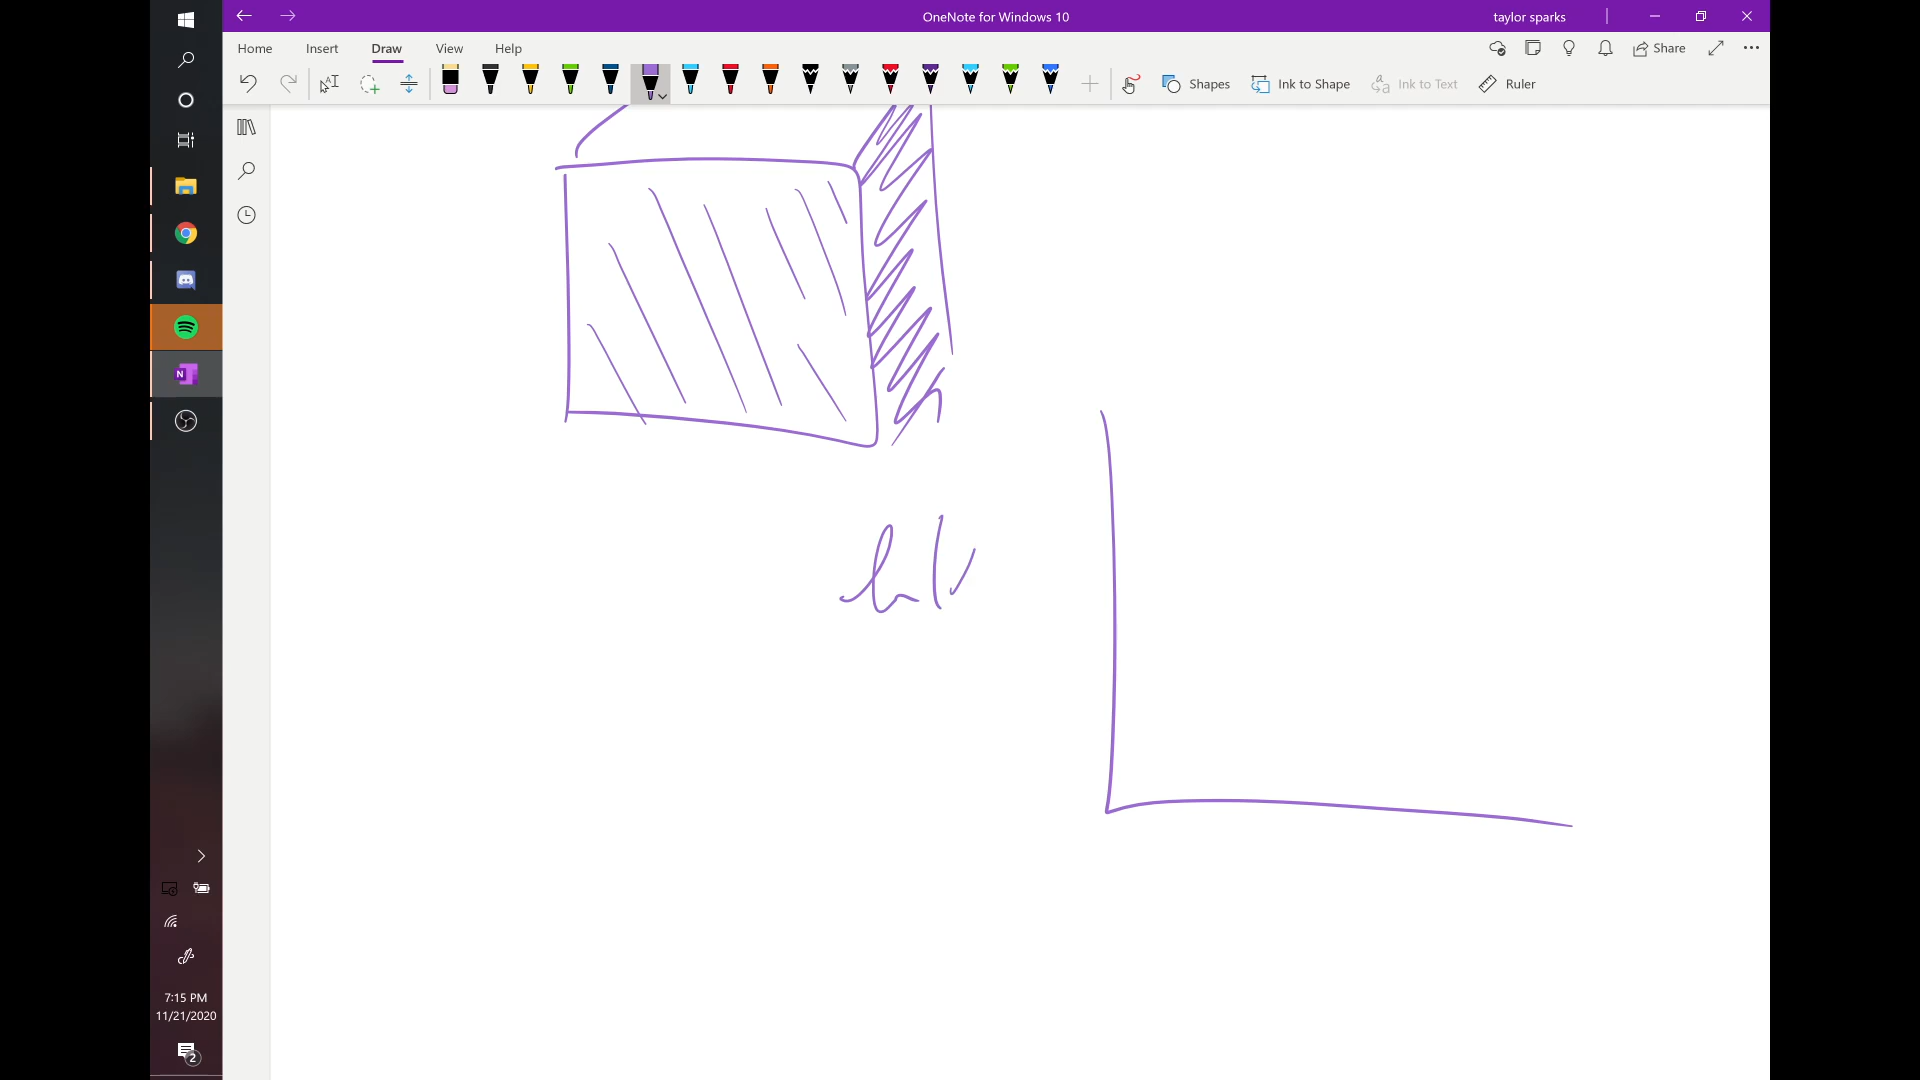 OneNote for Windows 10
taylor sparks
Home Insert Draw View Help
Share
Shapes
Ink to Shape
Ink to Text
Ruler
N
7:15 PM
11/21/2020
2